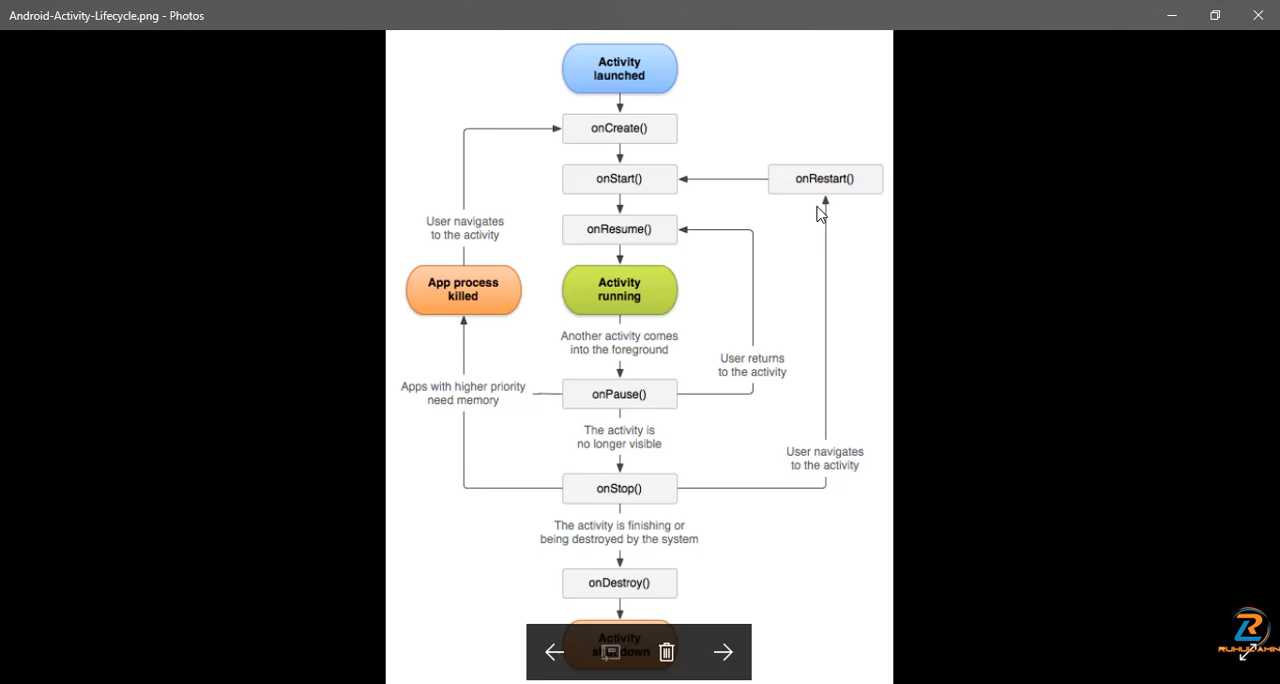 Android-Activity-Lifecycle.png - Photos
Activity
launched
onCreate()
onStart()
onRestart()
onResume()
User navigates
to the activity
App process
killed
Activity
running
Another activity comes
into the foreground
User returns
to the activity
Apps with higher priority
need memory
onPause()
The activity is
no longer visible
User navigates
to the activity
onStop()
The activity is finishing or
being destroyed by the system
onDestroy()
Activity